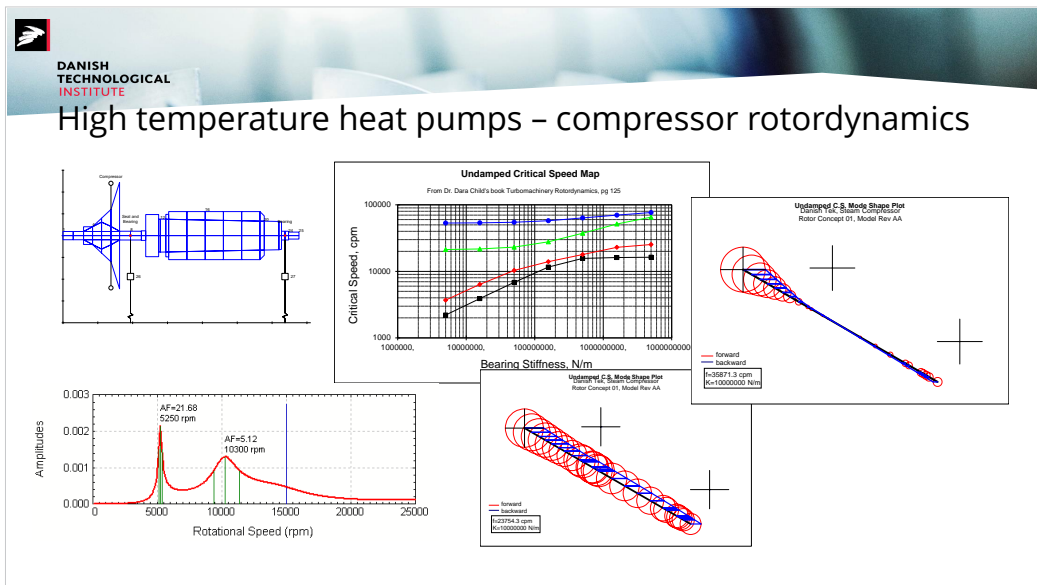 DANISH
TECHNOLOGICAL
INSTITUTE
High temperature heat pumps – compressor rotordynamics
Compressor
Seal and
Bearing
26
27
Undamped Critical Speed Map
From Dr. Dara Child's book Turbomachinery Rotordynamics, pg 125
Critical Speed, cpm
100000
10000
1000
1000000, 10000000, 100000000, 1000000000, 1000000000
Bearing Stiffness, N/m
Undamped C.S. Mode Shape Plot
Danish Tek, Steam Compressor
Rotor Concept 01, Model Rev AA
forward
backward
f=35871.3 cpm
K=10000000 N/m
Undamped C.S. Mode Shape Plot
Danish Tek, Steam Compressor
Rotor Concept 01, Model Rev AA
forward
backward
f=23754.3 cpm
K=10000000 N/m
Amplitudes
0.003
0.002
0.001
0.000
AF=21.68
5250 rpm
AF=5.12
10300 rpm
0 5000 10000 15000 20000 25000
Rotational Speed (rpm)